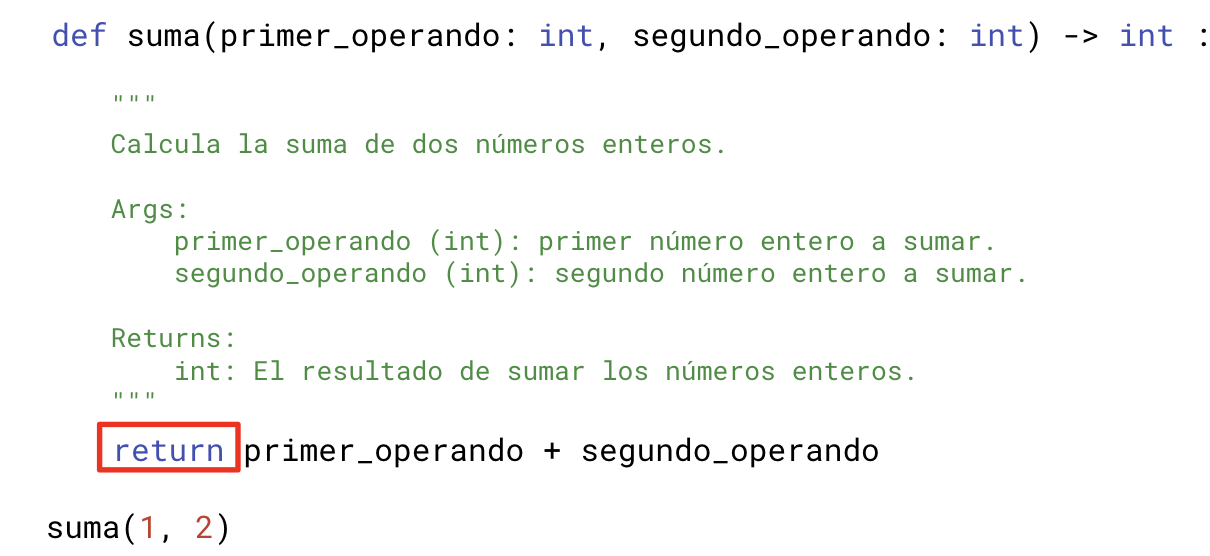 def suma(primer_operando: int, segundo_operando: int) -> int :
"""
Calcula la suma de dos números enteros.
Args:
primer_operando (int): primer número entero a sumar.
segundo_operando (int): segundo número entero a sumar.
Returns:
int: El resultado de sumar los números enteros.
"""
return primer_operando + segundo_operando
suma(1, 2)